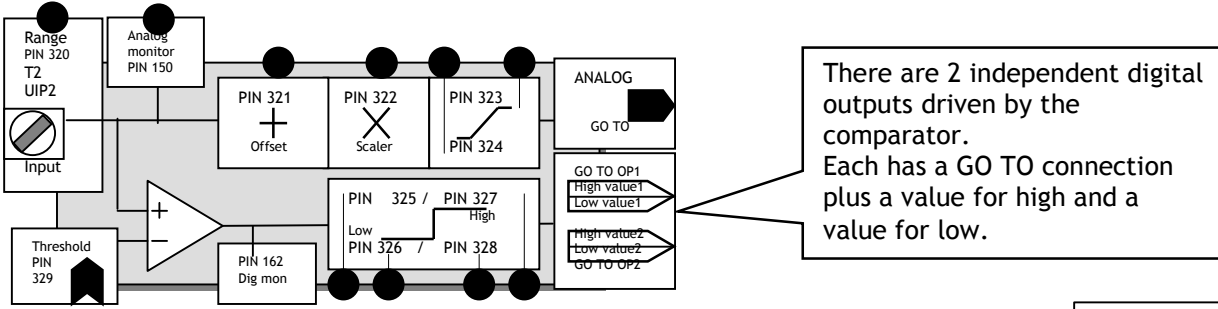 Range
PIN 320
T2
UIP2
Input
Analog
monitor
PIN 150
PIN 321
+
Offset
PIN 322
Scaler
PIN 323
PIN 324
ANALOG
GO TO
GO TO OP1
High value1
Low value1
High value2
Low value2
GO TO OP2
Threshold
PIN
329
+
−
PIN 162
Dig mon
PIN 325 / PIN 327
High
Low
PIN 326 / PIN 328
There are 2 independent digital
outputs driven by the
comparator.
Each has a GO TO connection
plus a value for high and a
value for low.